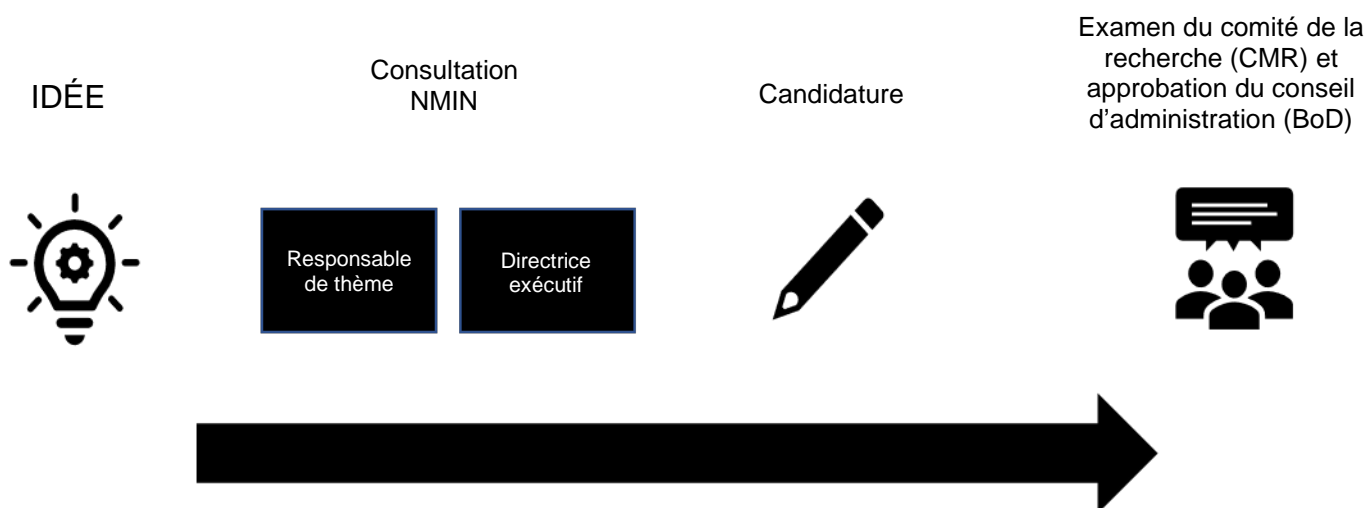 IDÉE
Consultation
NMIN
Candidature
Examen du comité de la
recherche (CMR) et
approbation du conseil
d'administration (BoD)
Responsable
de thème
Directrice
exécutif